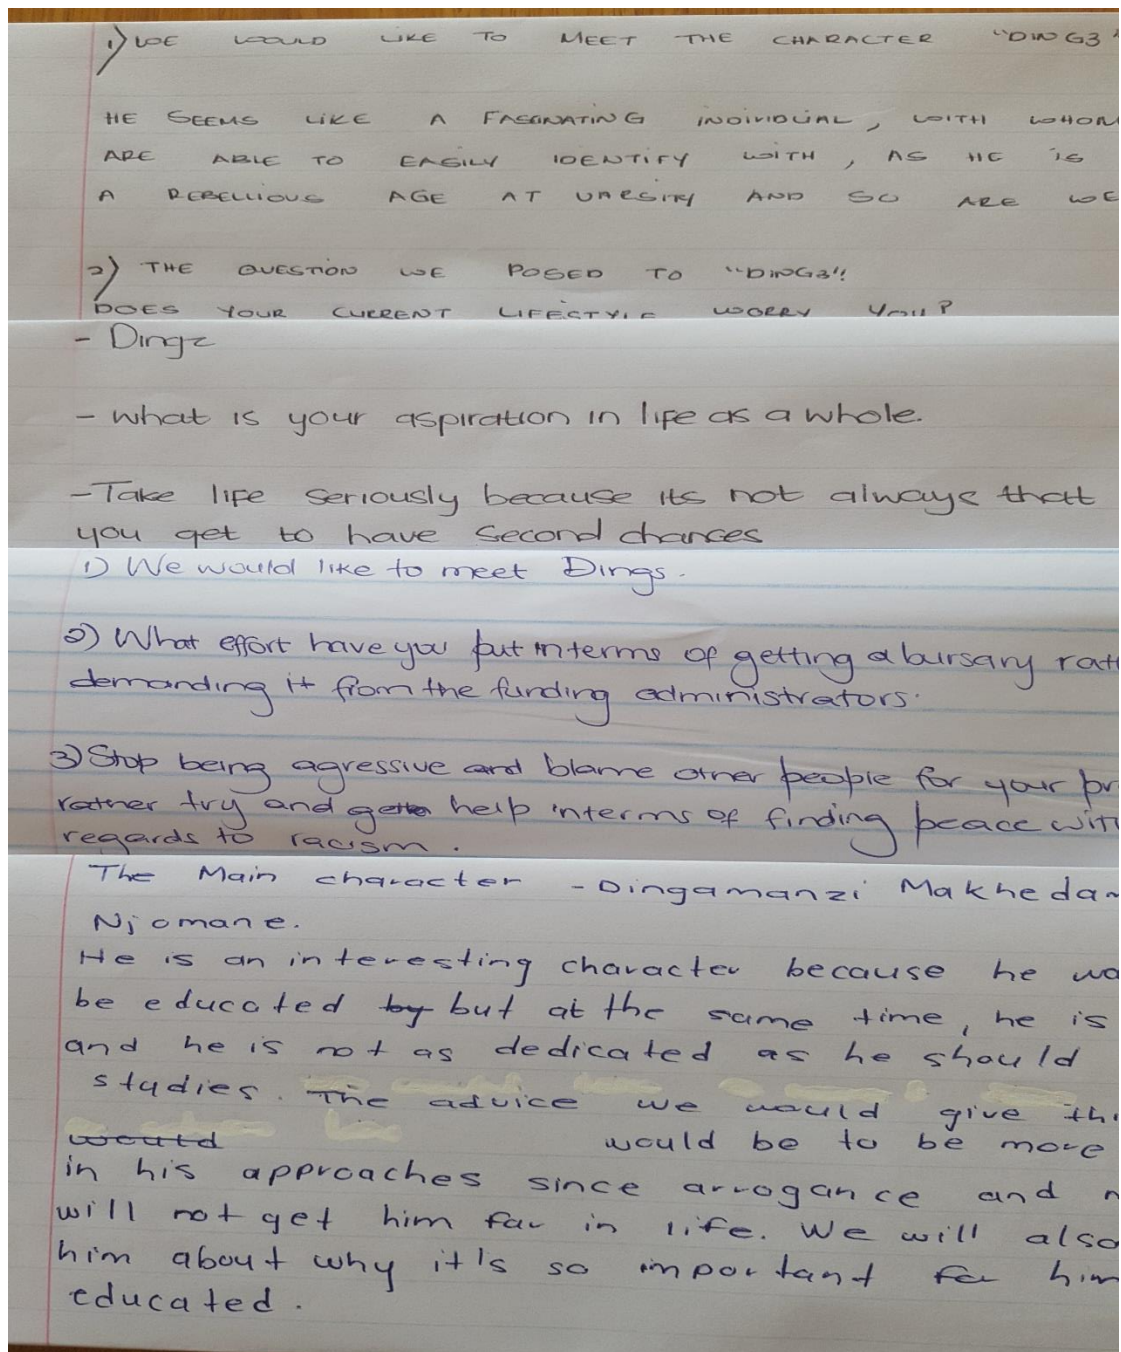 1) WE WOULD LIKE TO MEET THE CHARACTER "DING3"
HE SEEMS LIKE A FASCINATING INDIVIDUAL, WITH WHOM
ARE ABLE TO EASILY IDENTIFY WITH, AS HE IS
A REBELLIOUS AGE AT VARSITY AND SO ARE WE
2) THE QUESTION WE POSED TO "DING3":
DOES YOUR CURRENT LIFESTYLE WORRY YOU?
- Dingz
- what is your aspiration in life as a whole.
- Take life seriously because its not always that
you get to have second chances
1) We would like to meet Dings.
2) What effort have you put interms of getting a bursary
demanding it from the funding administrators.
3) Stop being agressive and blame other people for your
rather try and get help interms of finding peace with
regards to racism.
The Main character - Dingamanzi
Njomane.
He is an interesting character because he
be educated by but at the same time, he is
and he is not as dedicated as he should
studies. The advice we would give
would would be to be more
in his approaches since arrogance and
will not get him far in life. We will also
him about why it's so important for him
educated.